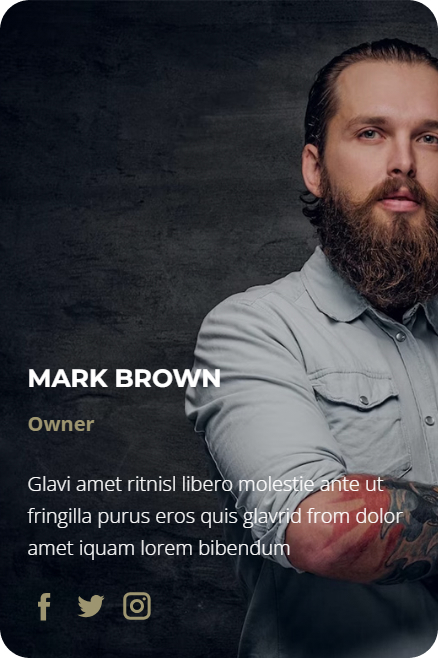 MARK BROWN
Owner
Glavi amet ritnisl libero molestie ante ut
fringilla purus eros quis glavrid from dolor
amet iquam lorem bibendum